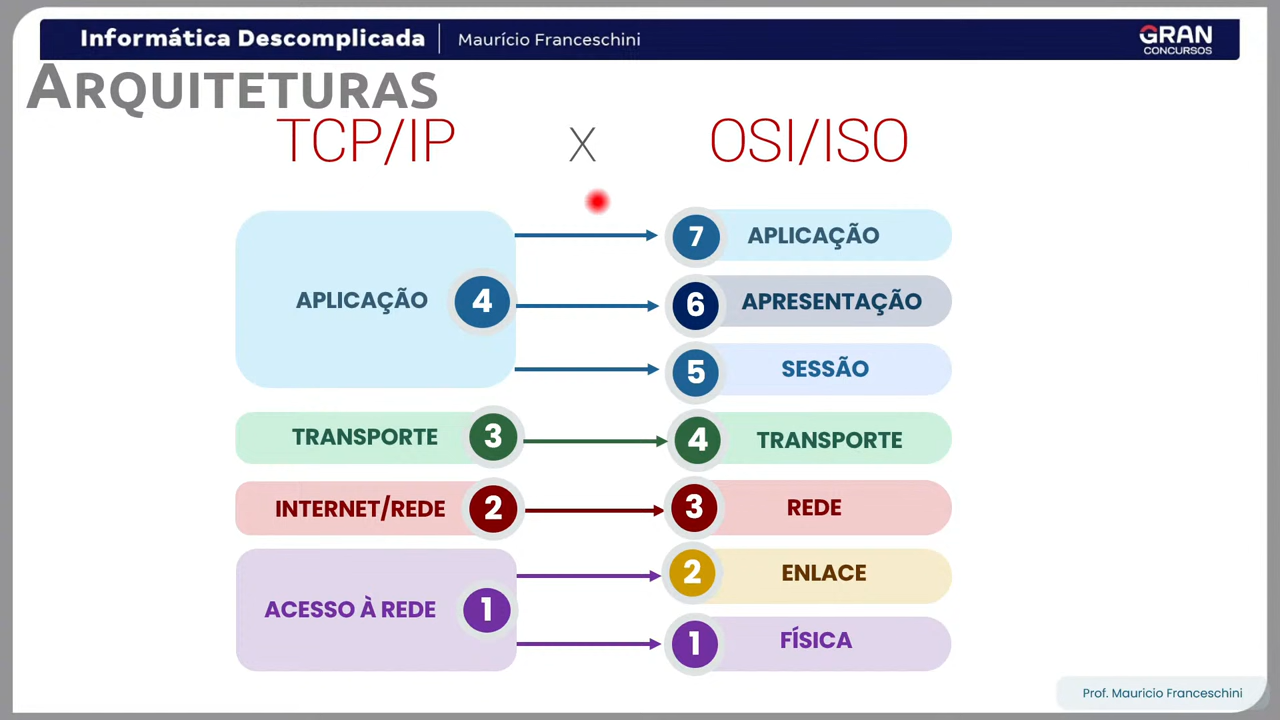 Informática Descomplicada
Maurício Franceschini
GRAN
CONCURSOS
ARQUITETURAS
TCP/IP X OSI/ISO
7 APLICAÇÃO
APLICAÇÃO 4
6 APRESENTAÇÃO
5 SESSÃO
TRANSPORTE 3
4 TRANSPORTE
INTERNET/REDE 2
3 REDE
2 ENLACE
ACESSO À REDE 1
1 FÍSICA
Prof. Mauricio Franceschini